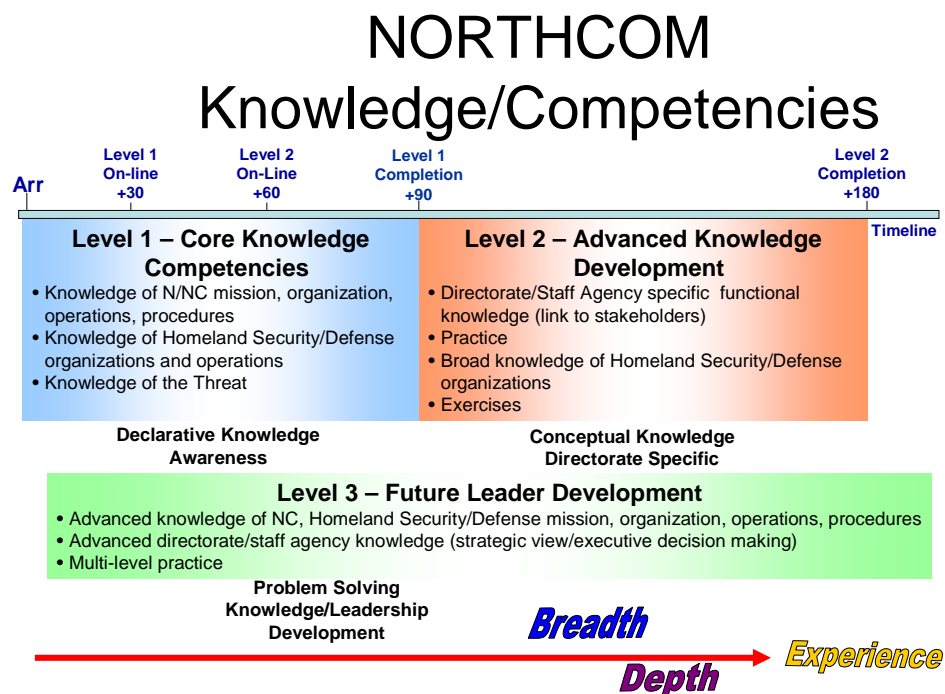 NORTHCOM
Knowledge/Competencies
Arr
Level 1
On-line
+30
Level 2
On-Line
+60
Level 1
Completion
+90
Level 2
Completion
+180
Timeline
Level 1 – Core Knowledge
Competencies
• Knowledge of N/NC mission, organization,
operations, procedures
• Knowledge of Homeland Security/Defense
organizations and operations
• Knowledge of the Threat
Level 2 – Advanced Knowledge
Development
• Directorate/Staff Agency specific functional
knowledge (link to stakeholders)
• Practice
• Broad knowledge of Homeland Security/Defense
organizations
• Exercises
Declarative Knowledge
Awareness
Conceptual Knowledge
Directorate Specific
Level 3 – Future Leader Development
• Advanced knowledge of NC, Homeland Security/Defense mission, organization, operations, procedures
• Advanced directorate/staff agency knowledge (strategic view/executive decision making)
• Multi-level practice
Problem Solving
Knowledge/Leadership
Development
Breadth
Depth
Experience